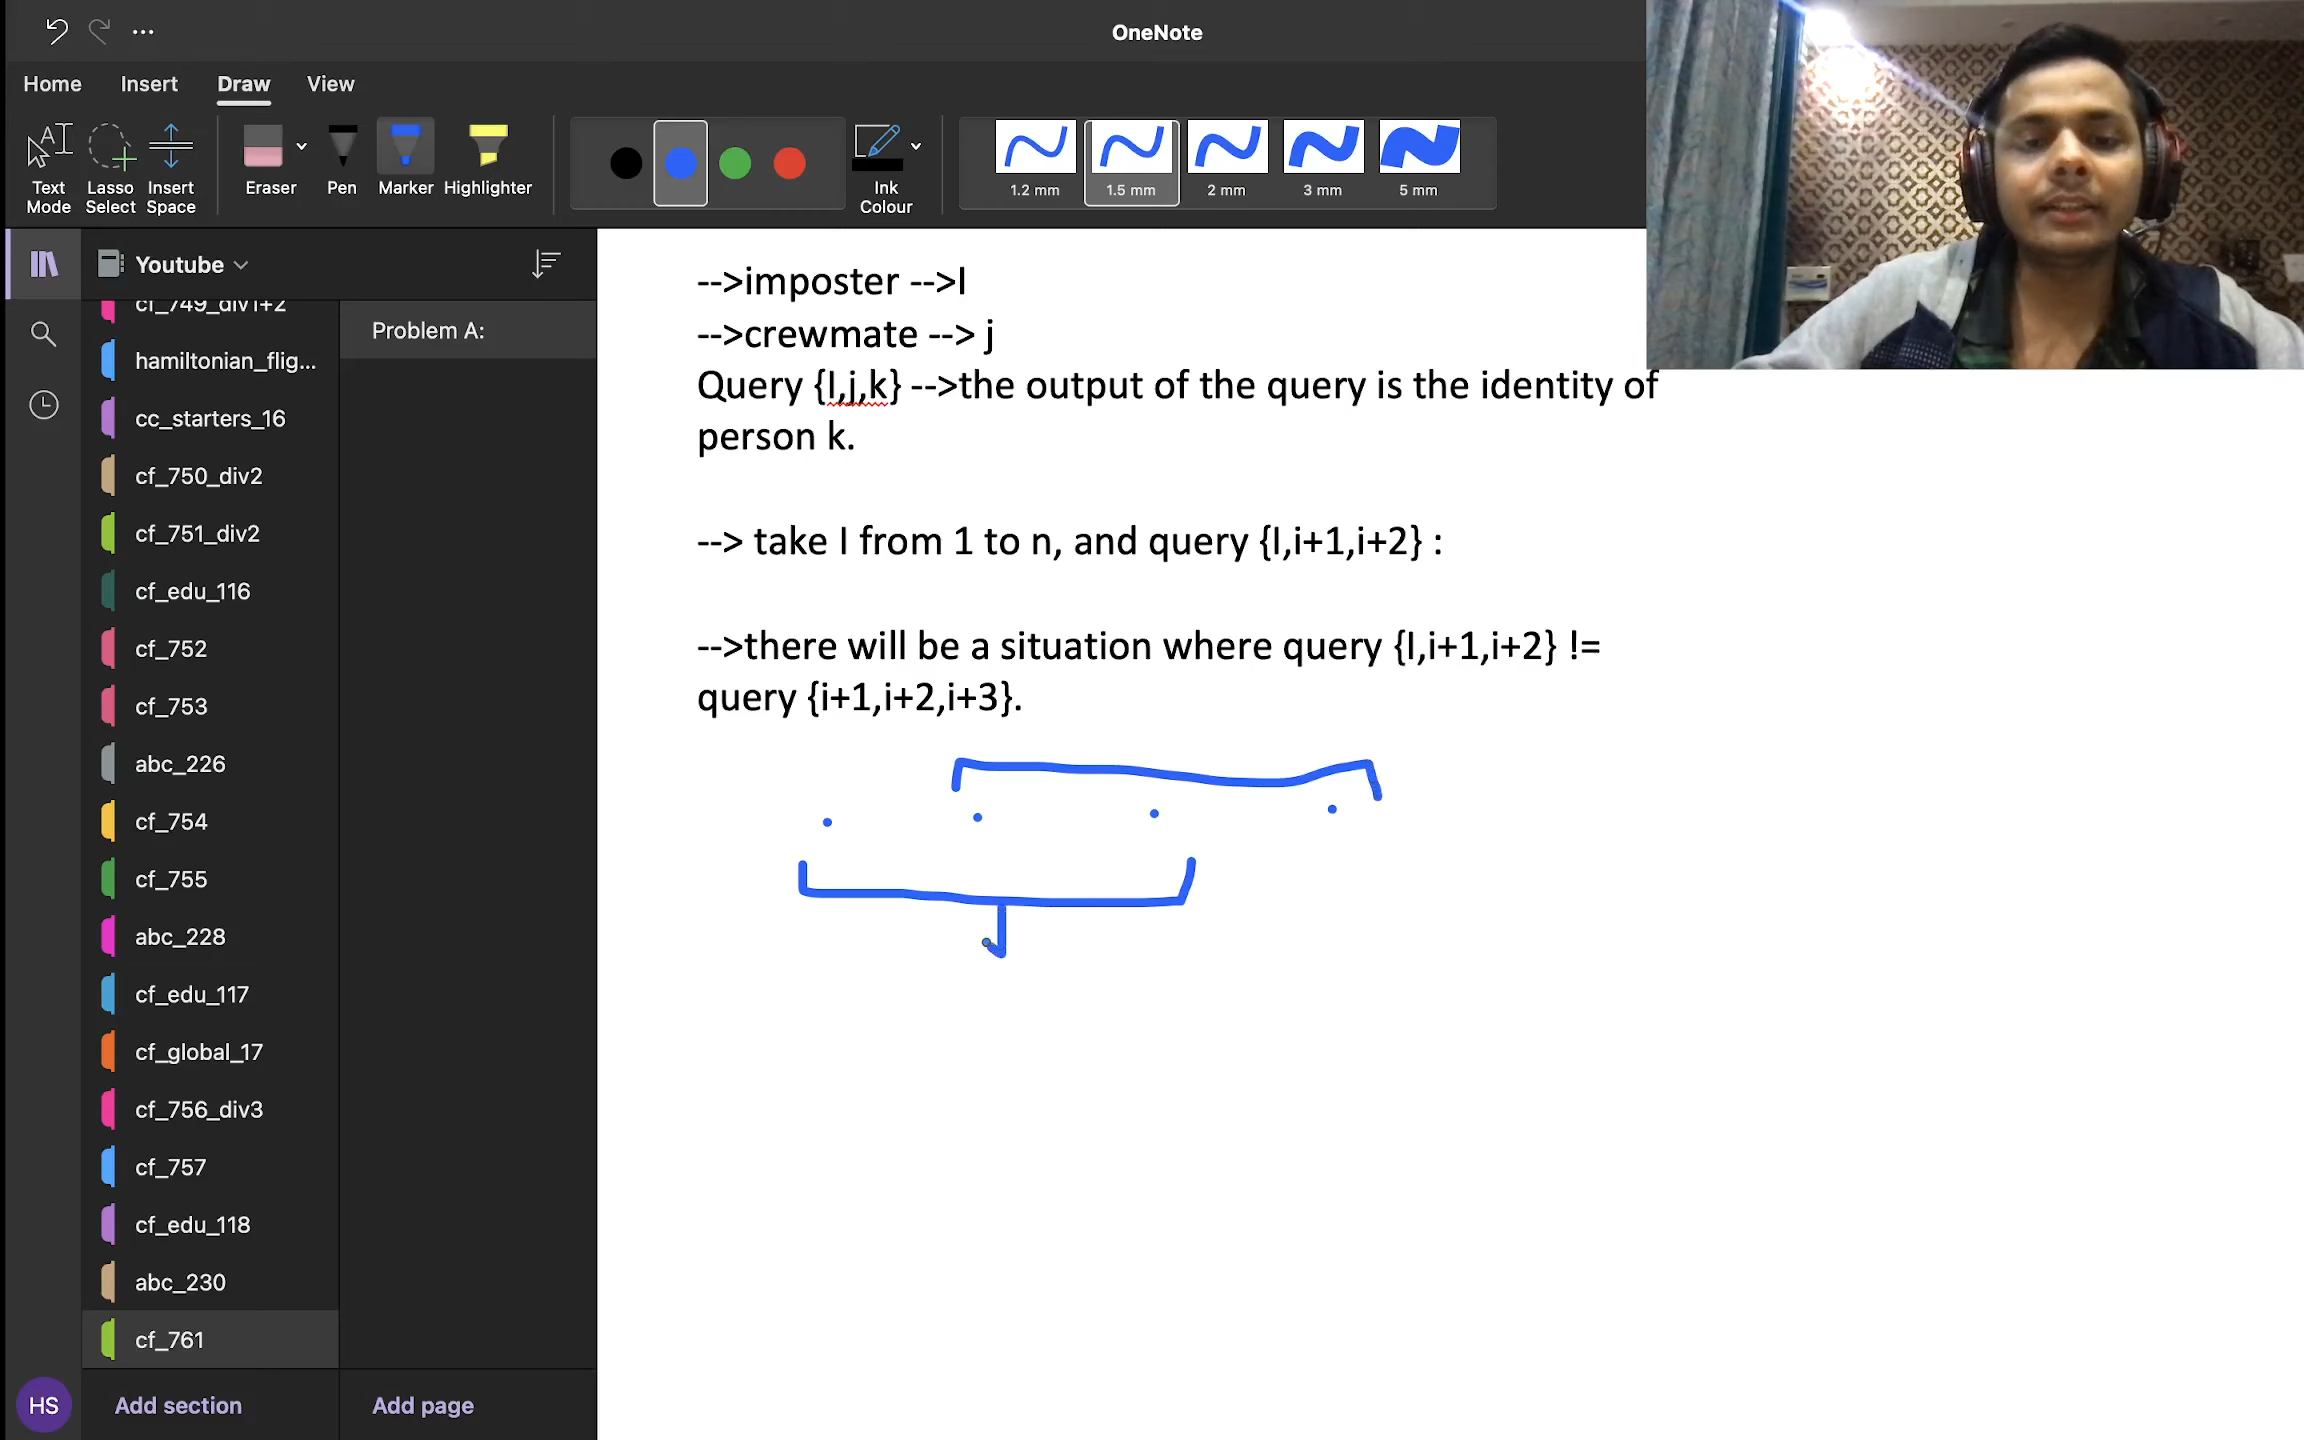 OneNote
Home Insert Draw View
Text Mode
Lasso Select
Insert Space
Eraser
Pen
Marker
Highlighter
Ink Colour
1.2 mm
1.5 mm
2 mm
3 mm
5 mm
Youtube
cf_749_div1+2
hamiltonian_flig...
cc_starters_16
cf_750_div2
cf_751_div2
cf_edu_116
cf_752
cf_753
abc_226
cf_754
cf_755
abc_228
cf_edu_117
cf_global_17
cf_756_div3
cf_757
cf_edu_118
abc_230
cf_761
HS
Add section
Problem A:
Add page
-->imposter -->I
-->crewmate --> j
Query {I,j,k} -->the output of the query is the identity of
person k.
--> take I from 1 to n, and query {I,i+1,i+2} :
-->there will be a situation where query {I,i+1,i+2} !=
query {i+1,i+2,i+3}.